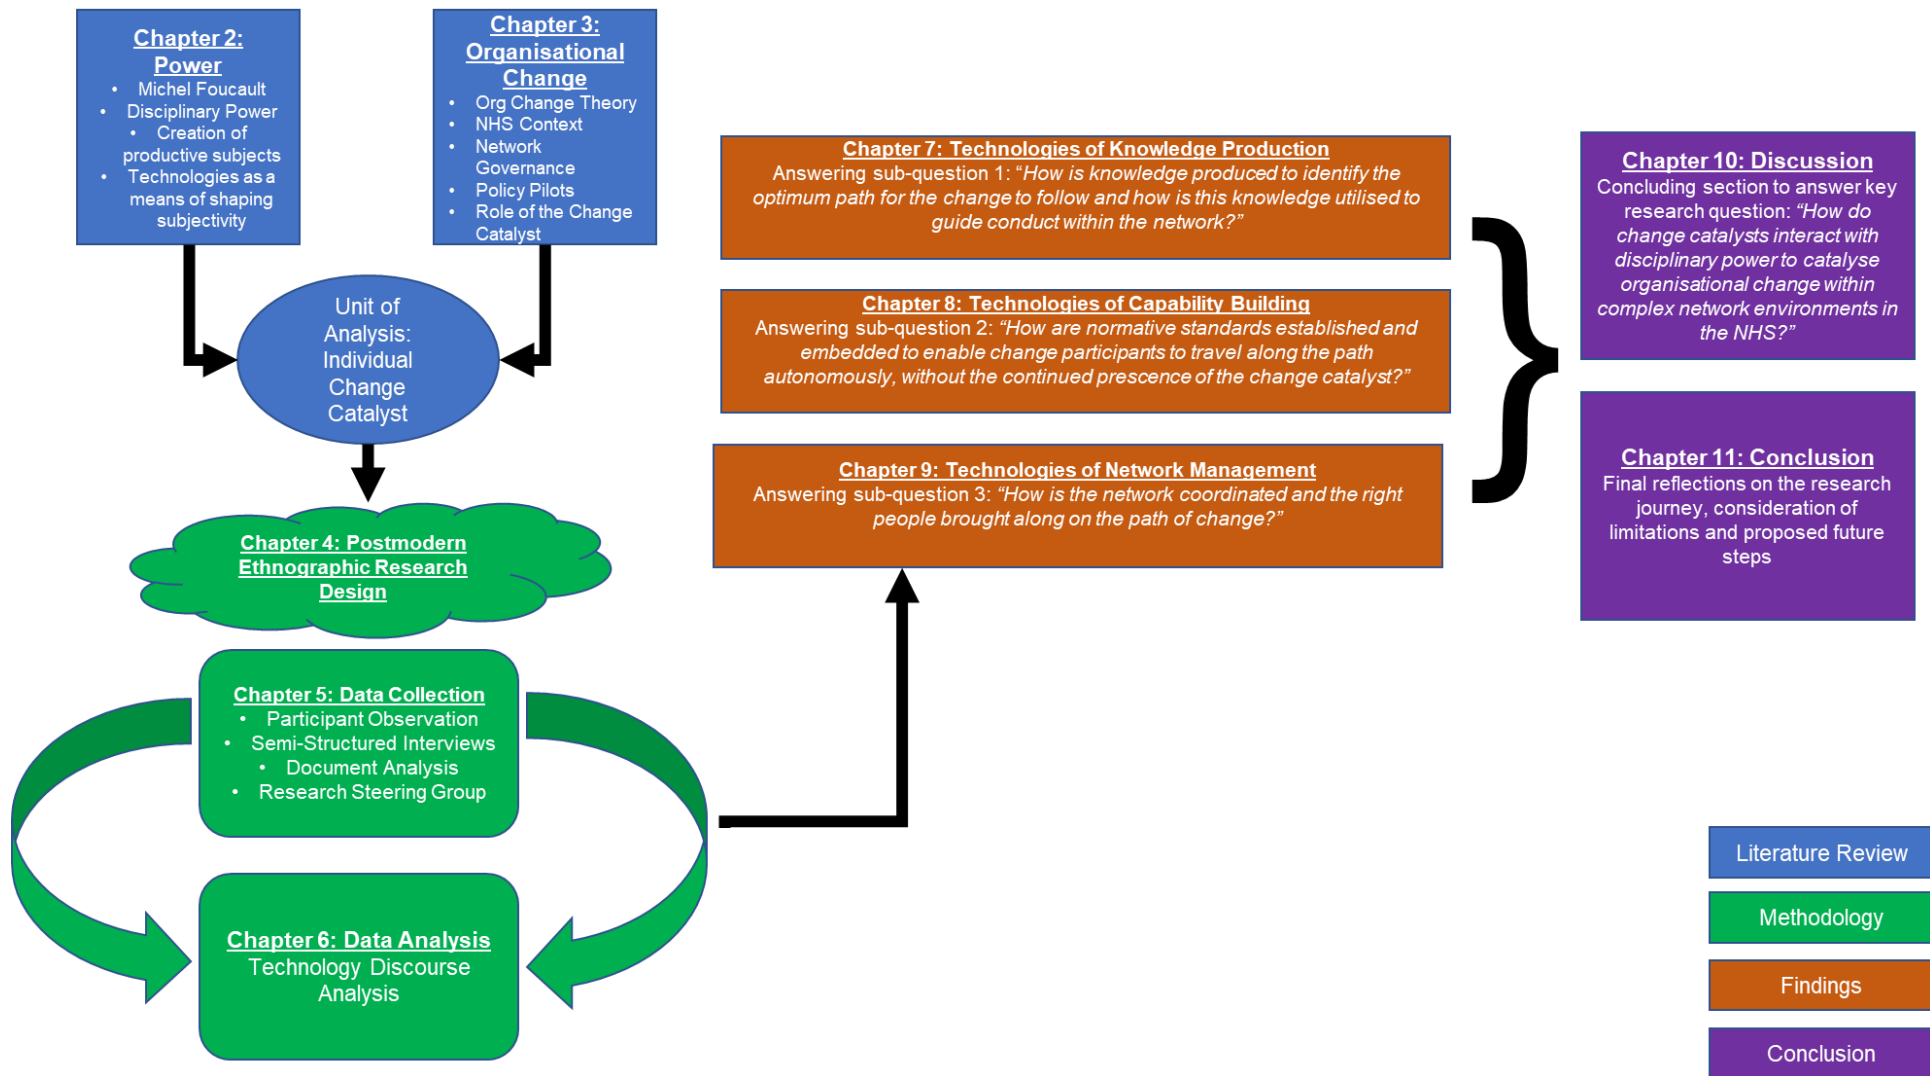 Chapter 2:
Power
• Michel Foucault
• Disciplinary Power
• Creation of
productive subjects
• Technologies as a
means of shaping
subjectivity
Chapter 3:
Organisational
Change
• Org Change Theory
• NHS Context
• Network
Governance
• Policy Pilots
• Role of the Change
Catalyst
Unit of
Analysis:
Individual
Change
Catalyst
Chapter 4: Postmodern
Ethnographic Research
Design
Chapter 5: Data Collection
• Participant Observation
• Semi-Structured Interviews
• Document Analysis
• Research Steering Group
Chapter 6: Data Analysis
Technology Discourse
Analysis
Chapter 7: Technologies of Knowledge Production
Answering sub-question 1: “How is knowledge produced to identify the
optimum path for the change to follow and how is this knowledge utilised to
guide conduct within the network?”
Chapter 8: Technologies of Capability Building
Answering sub-question 2: “How are normative standards established and
embedded to enable change participants to travel along the path
autonomously, without the continued prescence of the change catalyst?”
Chapter 9: Technologies of Network Management
Answering sub-question 3: “How is the network coordinated and the right
people brought along on the path of change?”
Chapter 10: Discussion
Concluding section to answer key
research question: “How do
change catalysts interact with
disciplinary power to catalyse
organisational change within
complex network environments in
the NHS?”
Chapter 11: Conclusion
Final reflections on the research
journey, consideration of
limitations and proposed future
steps
Literature Review
Methodology
Findings
Conclusion